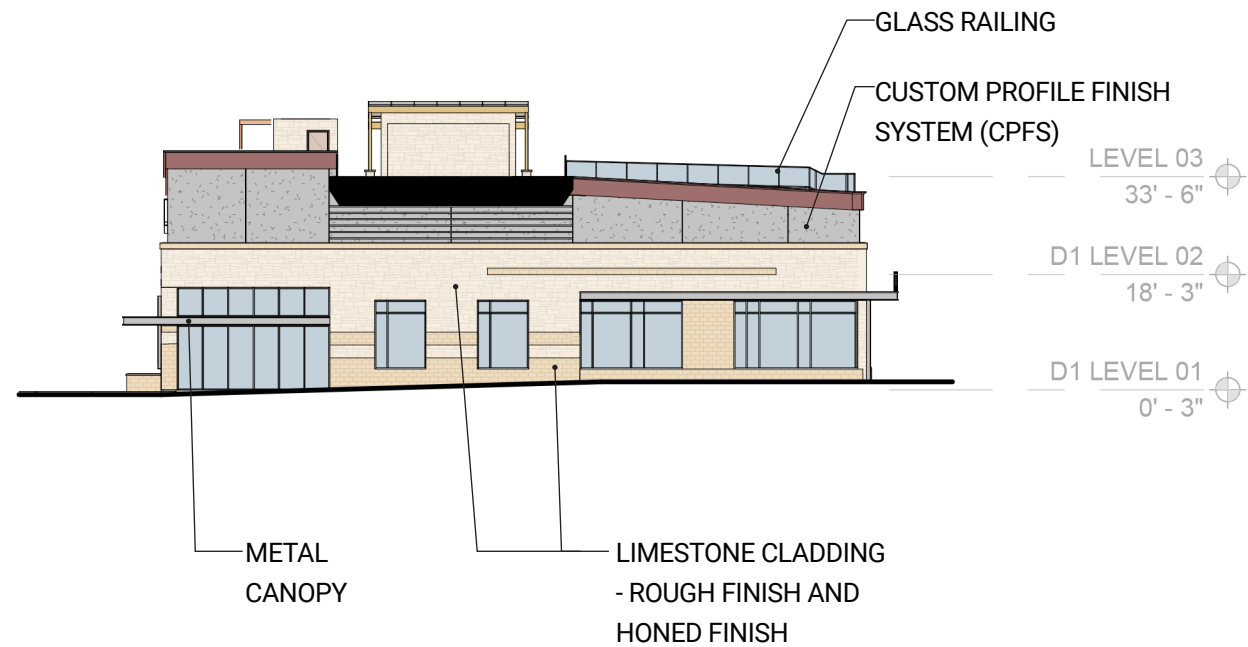 GLASS RAILING
CUSTOM PROFILE FINISH
SYSTEM (CPFS)
LEVEL 03
33' - 6"
D1 LEVEL 02
18' - 3"
D1 LEVEL 01
0' - 3"
METAL
CANOPY
LIMESTONE CLADDING
- ROUGH FINISH AND
HONED FINISH